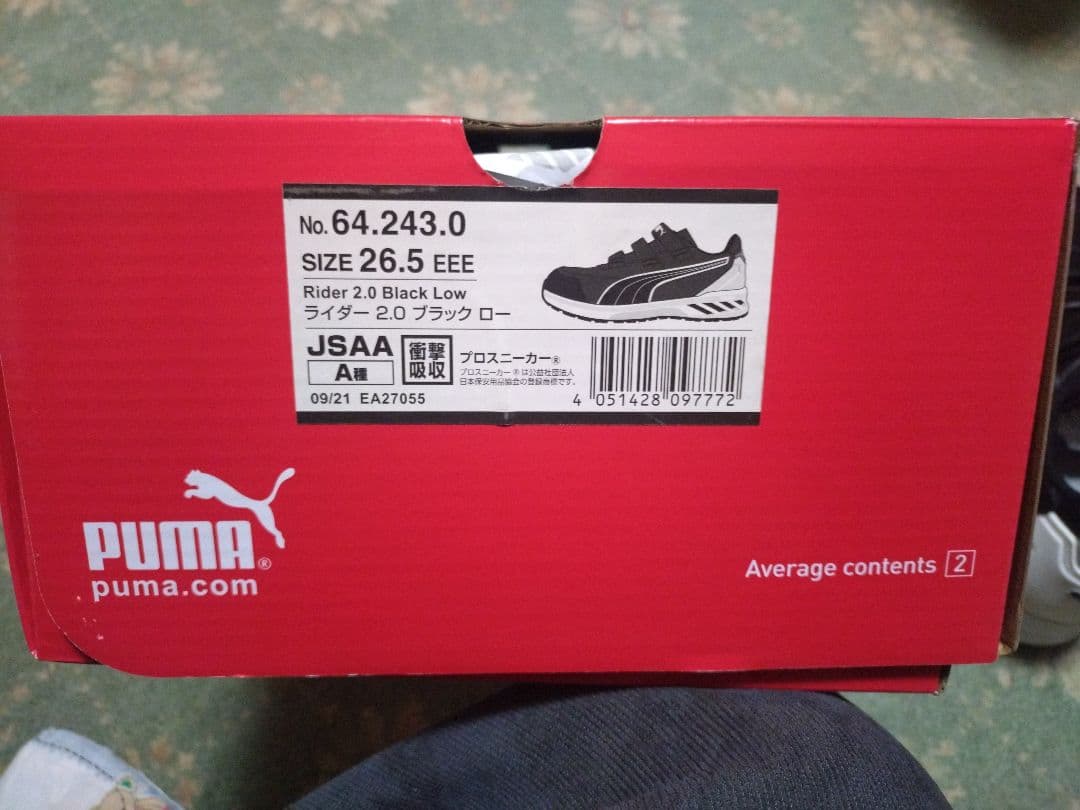 No. 64.243.0
SIZE 26.5 EEE
Rider 2.0 Black Low
ライダー 2.0 ブラック ロー
JSAA
A種
衝撃
吸収
プロスニーカー®
プロスニーカー®は公益社団法人
日本保安用品協会の登録商標です。
09/21 EA27055
4 051428 097772
PUMA®
puma.com
Average contents 2